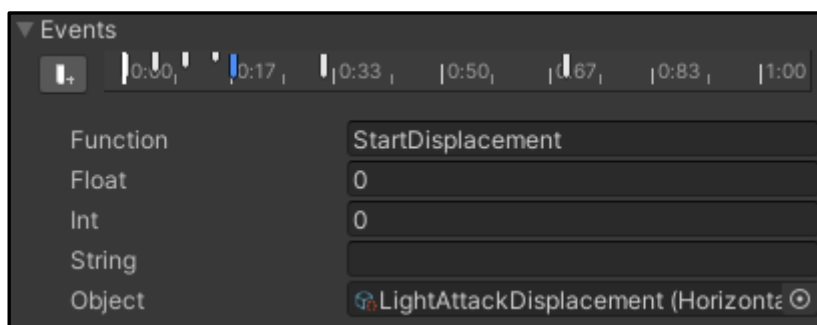 Events
0:00 0:17 0:33 0:50 0:67 0:83 1:00
Function StartDisplacement
Float 0
Int 0
String
Object LightAttackDisplacement (Horizonta